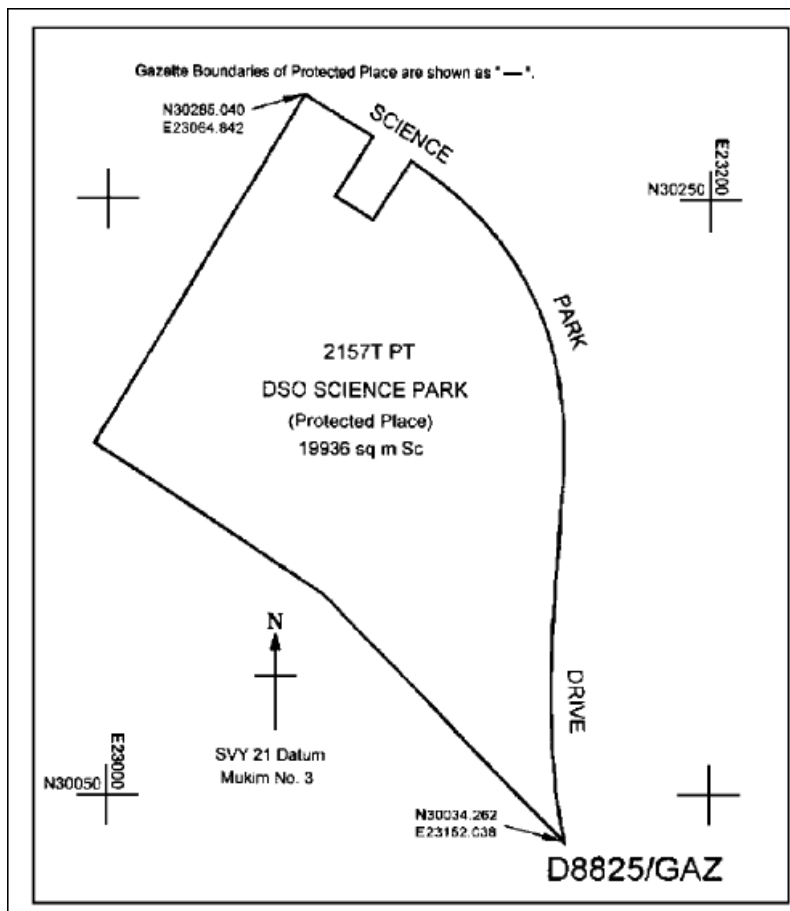 Gazette Boundaries of Protected Place are shown as " — ".
N30285.040
E23064.842
SCIENCE
E23200
N30250
PARK
2157T PT
DSO SCIENCE PARK
(Protected Place)
19936 sq m Sc
N
DRIVE
SVY 21 Datum
Mukim No. 3
E23000
N30050
N30034.262
E23152.038
D8825/GAZ